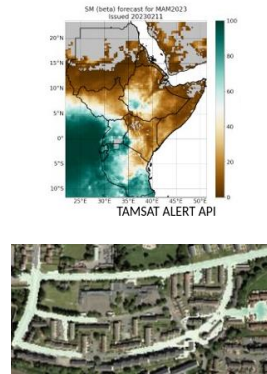 SM (beta) forecast for MAM2023
Issued 20230211
100
20°N
15°N
80
10°N
60
5°N
0°
40
5°S
20
10°S
0
25°E 30°E 35°E 40°E 45°E 50°E
TAMSAT ALERT API